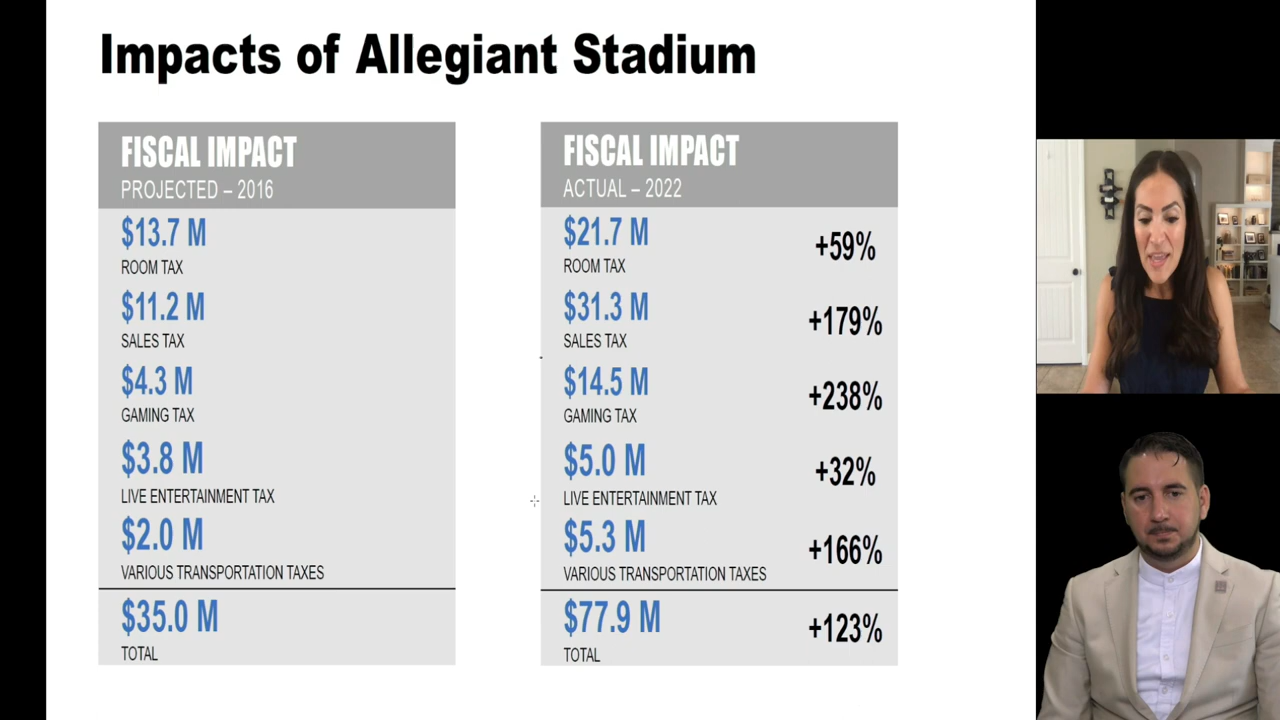 Impacts of Allegiant Stadium
FISCAL IMPACT
PROJECTED – 2016
$13.7 M
ROOM TAX
$11.2 M
SALES TAX
$4.3 M
GAMING TAX
$3.8 M
LIVE ENTERTAINMENT TAX
$2.0 M
VARIOUS TRANSPORTATION TAXES
$35.0 M
TOTAL
FISCAL IMPACT
ACTUAL – 2022
$21.7 M
+59%
ROOM TAX
$31.3 M
+179%
SALES TAX
$14.5 M
+238%
GAMING TAX
$5.0 M
+32%
LIVE ENTERTAINMENT TAX
$5.3 M
+166%
VARIOUS TRANSPORTATION TAXES
$77.9 M
+123%
TOTAL